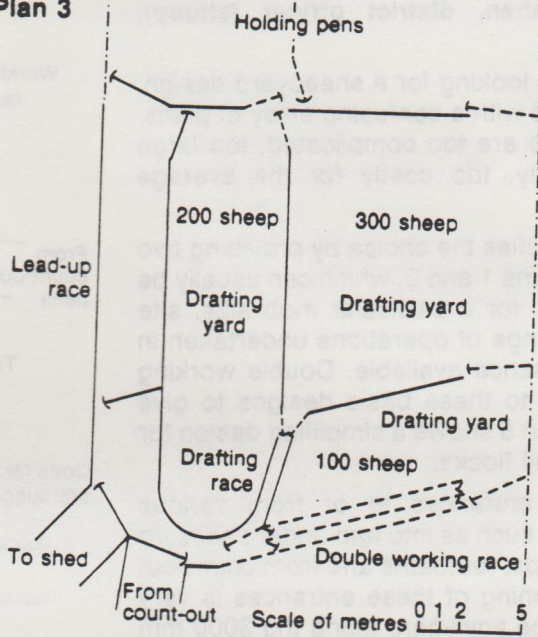 Plan 3
Holding pens
200 sheep
300 sheep
Lead-up
race
Drafting
yard
Drafting yard
Drafting yard
Drafting
race
100 sheep
To shed
Double working race
From
count-out
Scale of metres 0 1 2 5